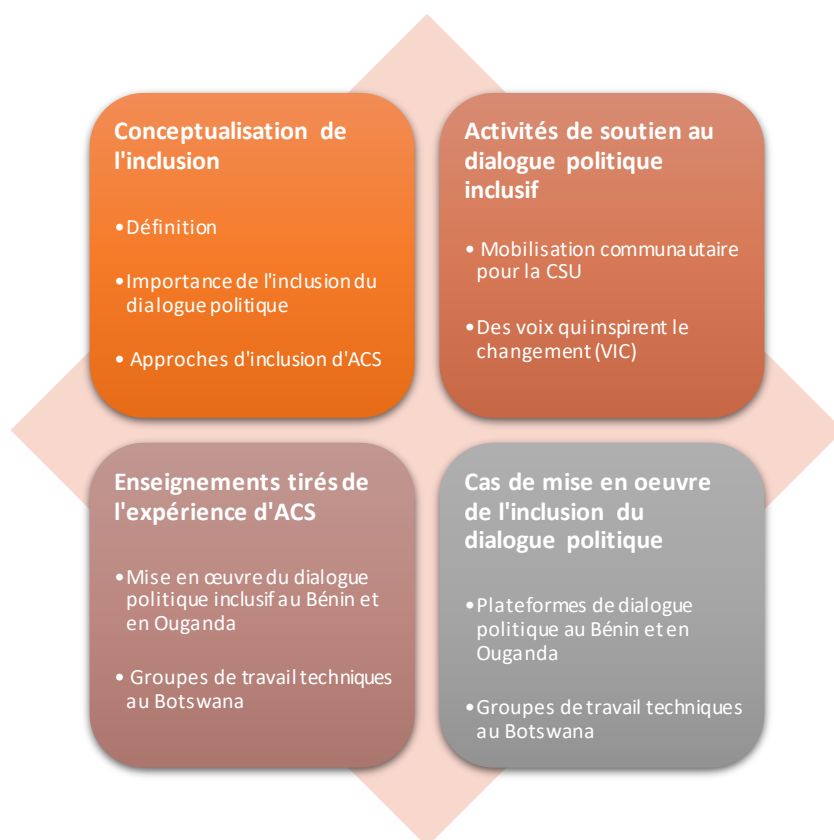 Conceptualisation de
l'inclusion
•Définition
•Importance de l'inclusion du
dialogue politique
• Approches d'inclusion d'ACS
Activités de soutien au
dialogue politique
inclusif
• Mobilisation communautaire
pour la CSU
•Des voix qui inspirent le
changement (VIC)
Enseignements tirés de
l'expérience d'ACS
•Mise en œuvre du dialogue
politique inclusif au Bénin et
en Ouganda
• Groupes de travail techniques
au Botswana
Cas de mise en oeuvre
de l'inclusion du
dialogue politique
•Plateformes de dialogue
politique au Bénin et en
Ouganda
•Groupes de travail techniques
au Botswana